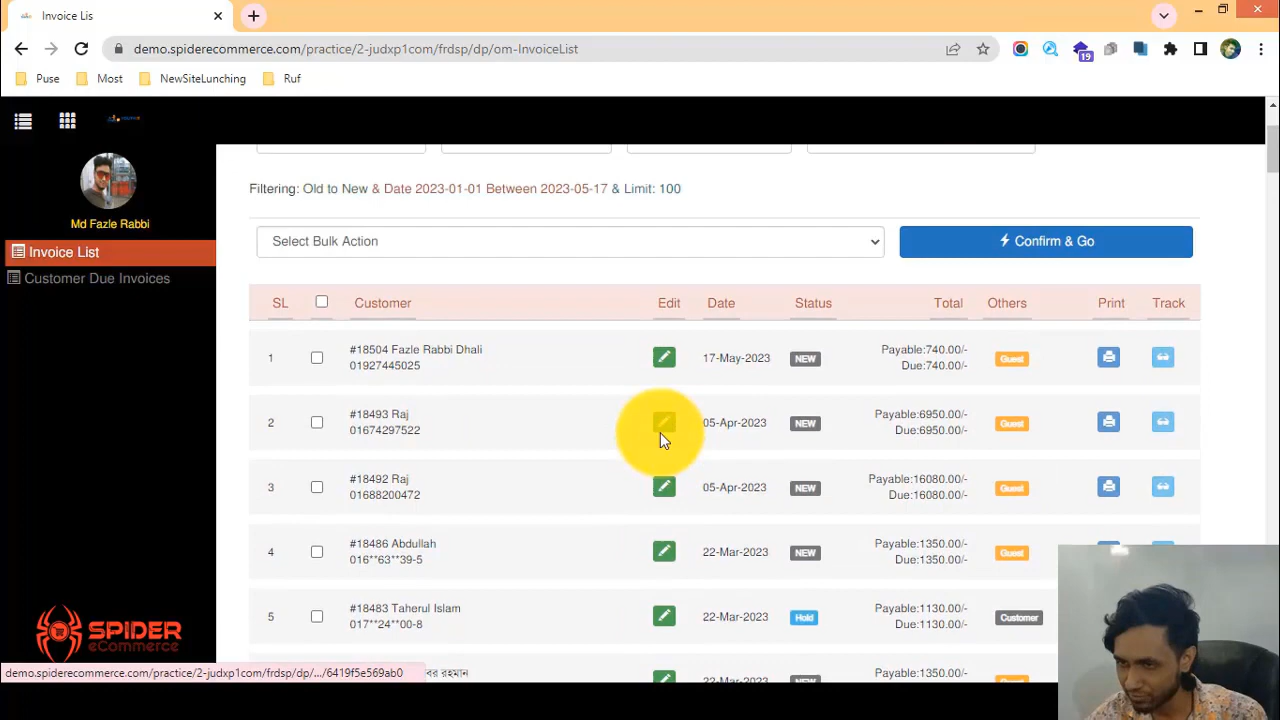 Invoice Lis
demo.spiderecommerce.com/practice/2-judxp1com/frdsp/dp/om-InvoiceList
19
Puse Most NewSiteLunching Ruf
Md Fazle Rabbi
Invoice List
Customer Due Invoices
Filtering: Old to New & Date 2023-01-01 Between 2023-05-17 & Limit: 100
Select Bulk Action Confirm & Go
SL Customer Edit Date Status Total Others Print Track
1 #18504 Fazle Rabbi Dhali 17-May-2023 NEW Payable:740.00/- Guest
01927445025 Due:740.00/-
2 #18493 Raj 05-Apr-2023 NEW Payable:6950.00/- Guest
01674297522 Due:6950.00/-
3 #18492 Raj 05-Apr-2023 NEW Payable:16080.00/- Guest
01688200472 Due:16080.00/-
4 #18486 Abdullah 22-Mar-2023 NEW Payable:1350.00/- Guest
016**63**39-5 Due:1350.00/-
5 #18483 Taherul Islam 22-Mar-2023 Hold Payable:1130.00/- Customer
017**24**00-8 Due:1130.00/-
রহমান 22-Mar-2023 NEW Payable:1350.00/-
SPIDER
eCommerce
demo.spiderecommerce.com/practice/2-judxp1com/frdsp/dp/.../6419f5e569ab0